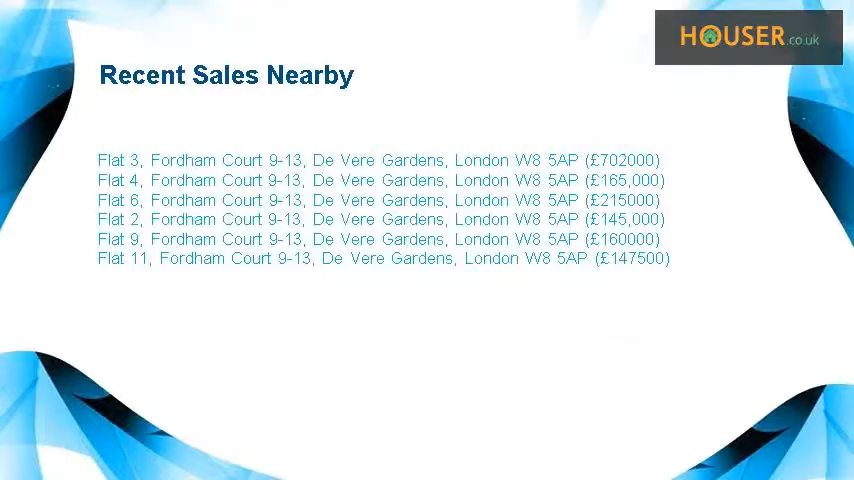 HOUSER.co.uk
Recent Sales Nearby
Flat 3, Fordham Court 9-13, De Vere Gardens, London W8 5AP (£702000)
Flat 4, Fordham Court 9-13, De Vere Gardens, London W8 5AP (£165,000)
Flat 6, Fordham Court 9-13, De Vere Gardens, London W8 5AP (£215000)
Flat 2, Fordham Court 9-13, De Vere Gardens, London W8 5AP (£145,000)
Flat 9, Fordham Court 9-13, De Vere Gardens, London W8 5AP (£160000)
Flat 11, Fordham Court 9-13, De Vere Gardens, London W8 5AP (£147500)